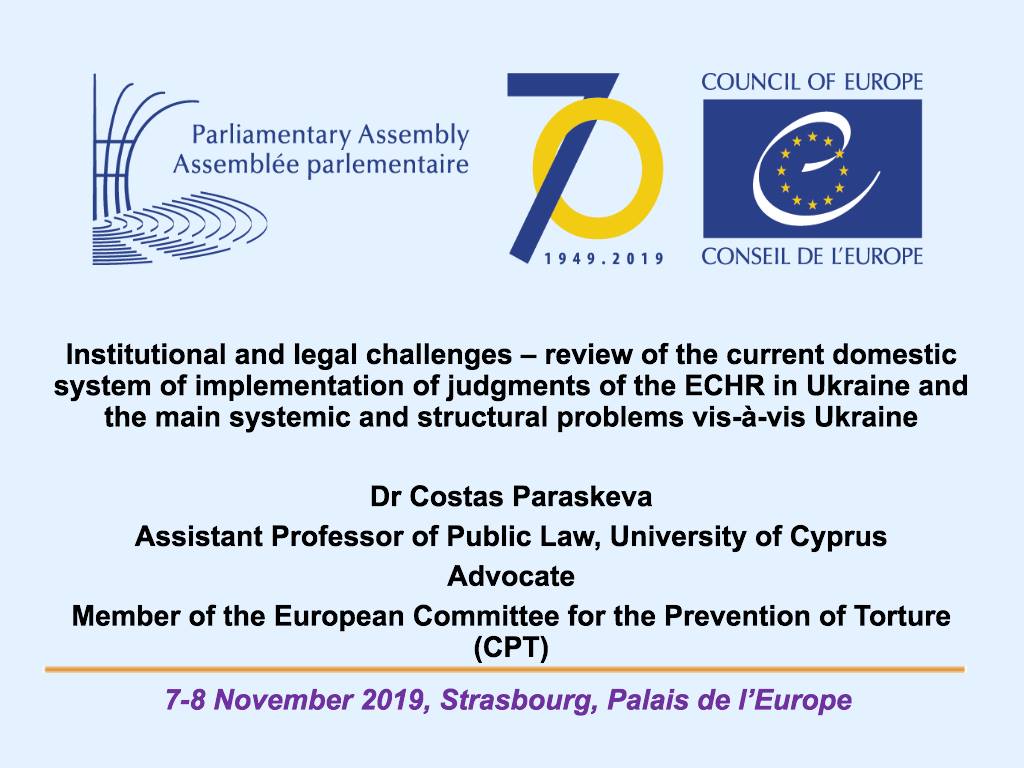 Parliamentary Assembly
Assemblée parlementaire
70
1949.2019
COUNCIL OF EUROPE
CONSEIL DE L'EUROPE
Institutional and legal challenges – review of the current domestic
system of implementation of judgments of the ECHR in Ukraine and
the main systemic and structural problems vis-à-vis Ukraine
Dr Costas Paraskeva
Assistant Professor of Public Law, University of Cyprus
Advocate
Member of the European Committee for the Prevention of Torture
(CPT)
7-8 November 2019, Strasbourg, Palais de l’Europe